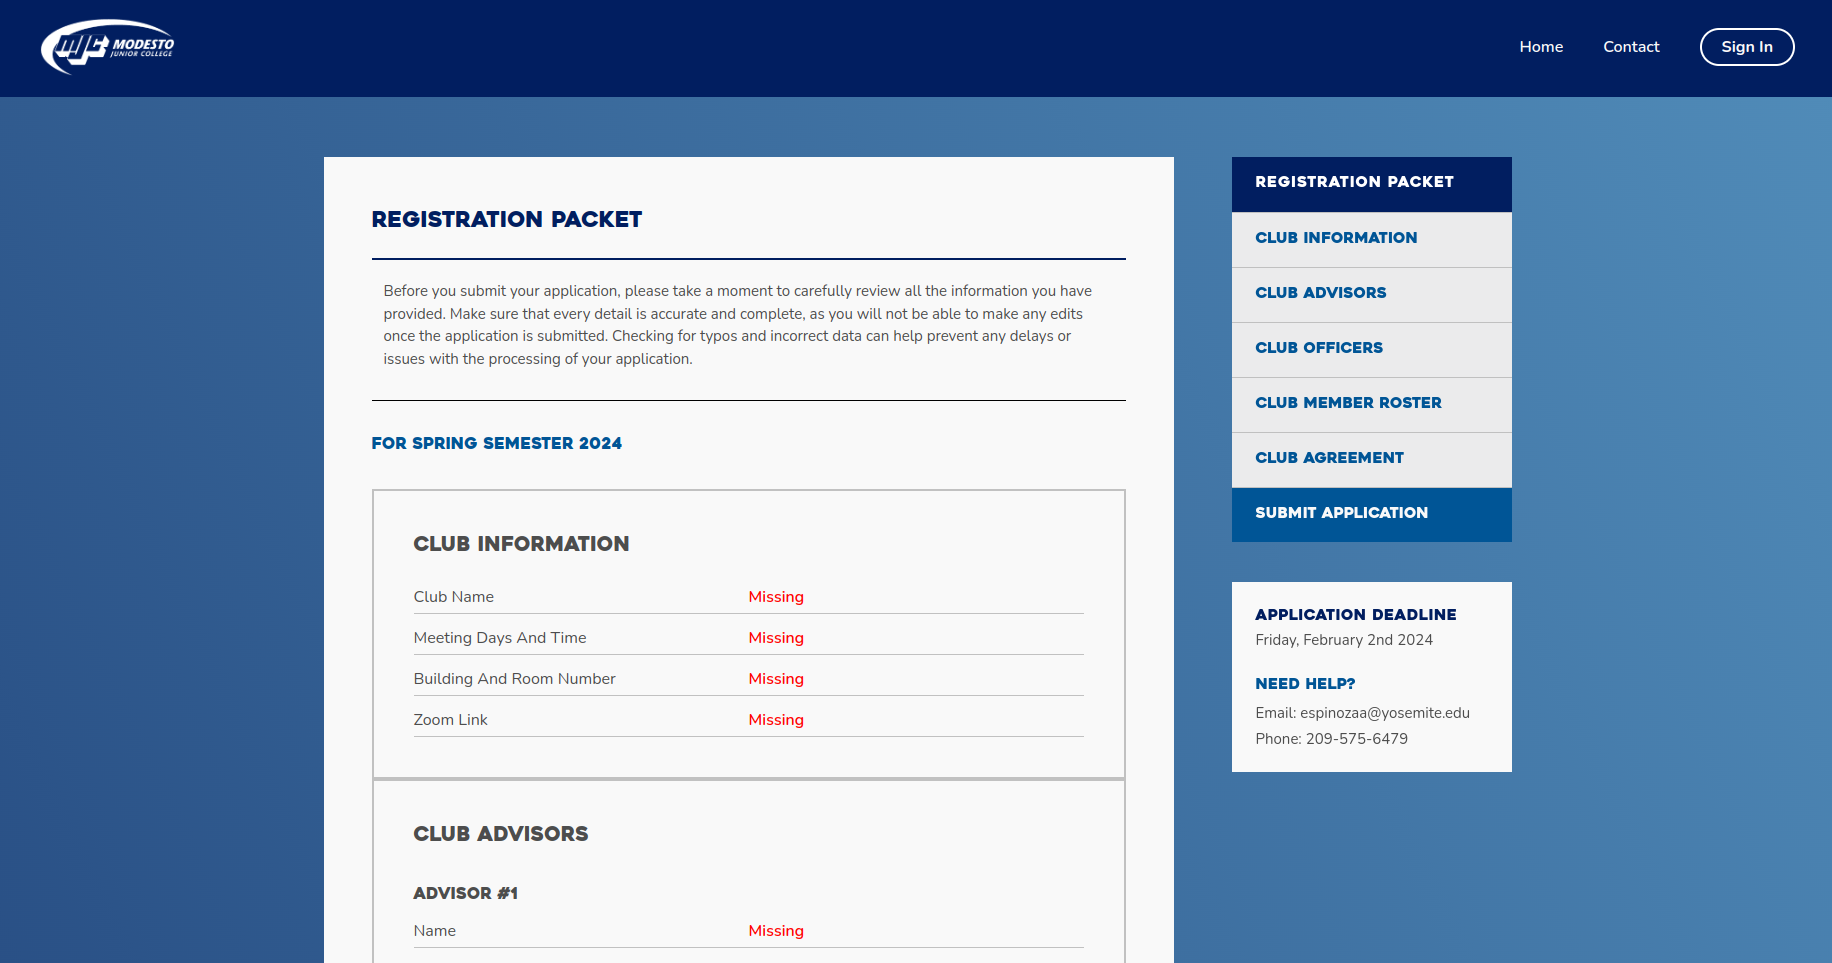 MJC MODESTO
JUNIOR COLLEGE
Home
Contact
Sign In
REGISTRATION PACKET
Before you submit your application, please take a moment to carefully review all the information you have
provided. Make sure that every detail is accurate and complete, as you will not be able to make any edits
once the application is submitted. Checking for typos and incorrect data can help prevent any delays or
issues with the processing of your application.
FOR SPRING SEMESTER 2024
CLUB INFORMATION
Club Name Missing
Meeting Days And Time Missing
Building And Room Number Missing
Zoom Link Missing
CLUB ADVISORS
ADVISOR #1
Name Missing
REGISTRATION PACKET
CLUB INFORMATION
CLUB ADVISORS
CLUB OFFICERS
CLUB MEMBER ROSTER
CLUB AGREEMENT
SUBMIT APPLICATION
APPLICATION DEADLINE
Friday, February 2nd 2024
NEED HELP?
Email: espinozaa@yosemite.edu
Phone: 209-575-6479